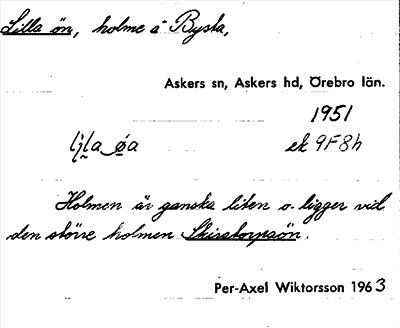 Lilla ön, holme å Bysta,
Askers sn, Askers hd, Örebro län.
1951
ek 9F8h
Holmen är ganska liten o. ligger vid
den större holmen Skirstorpsön.
Per-Axel Wiktorsson 1963